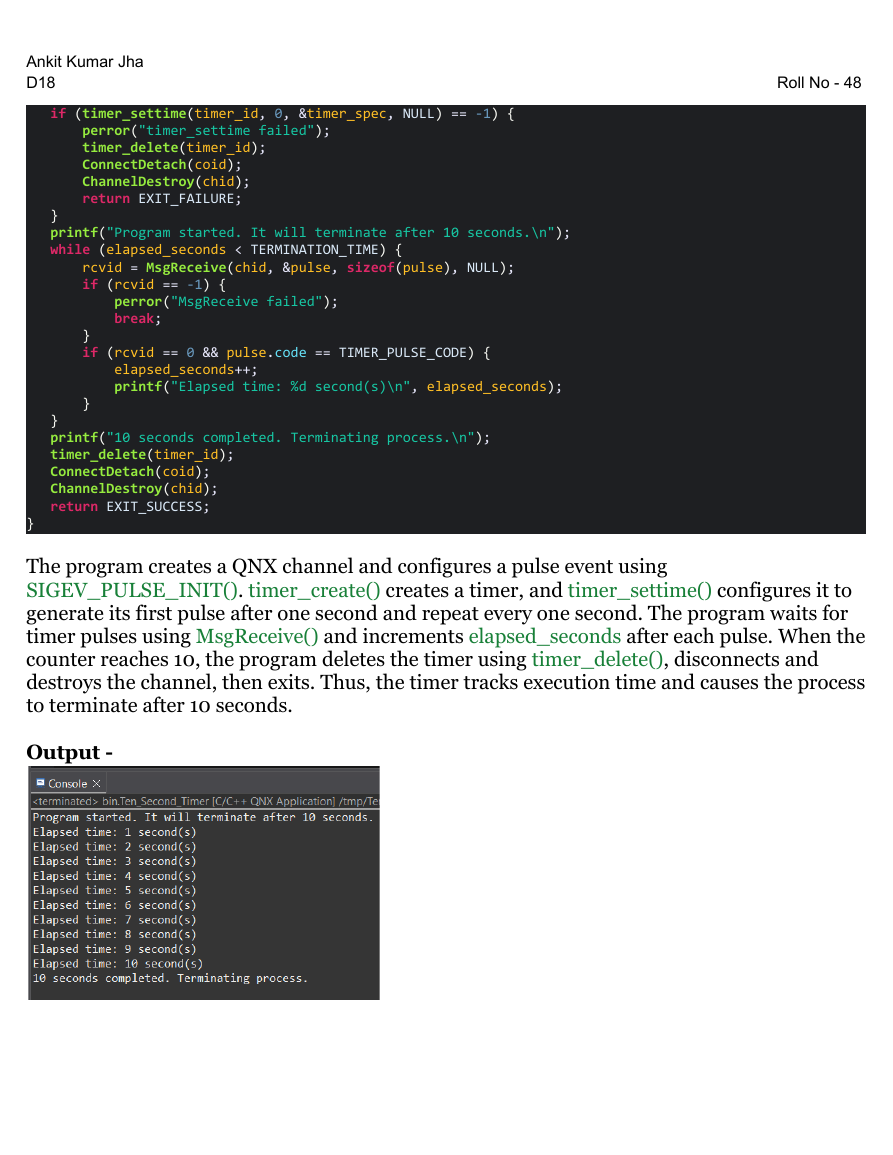 Ankit Kumar Jha
D18
Roll No - 48
if (timer_settime(timer_id, 0, &timer_spec, NULL) == -1) {
perror("timer_settime failed");
timer_delete(timer_id);
ConnectDetach(coid);
ChannelDestroy(chid);
return EXIT_FAILURE;
}
printf("Program started. It will terminate after 10 seconds.\n");
while (elapsed_seconds < TERMINATION_TIME) {
rcvid = MsgReceive(chid, &pulse, sizeof(pulse), NULL);
if (rcvid == -1) {
perror("MsgReceive failed");
break;
}
if (rcvid == 0 && pulse.code == TIMER_PULSE_CODE) {
elapsed_seconds++;
printf("Elapsed time: %d second(s)\n", elapsed_seconds);
}
}
printf("10 seconds completed. Terminating process.\n");
timer_delete(timer_id);
ConnectDetach(coid);
ChannelDestroy(chid);
return EXIT_SUCCESS;
}
The program creates a QNX channel and configures a pulse event using
SIGEV_PULSE_INIT(). timer_create() creates a timer, and timer_settime() configures it to
generate its first pulse after one second and repeat every one second. The program waits for
timer pulses using MsgReceive() and increments elapsed_seconds after each pulse. When the
counter reaches 10, the program deletes the timer using timer_delete(), disconnects and
destroys the channel, then exits. Thus, the timer tracks execution time and causes the process
to terminate after 10 seconds.
Output -
Console
<terminated> bin.Ten_Second_Timer [C/C++ QNX Application] /tmp/Te
Program started. It will terminate after 10 seconds.
Elapsed time: 1 second(s)
Elapsed time: 2 second(s)
Elapsed time: 3 second(s)
Elapsed time: 4 second(s)
Elapsed time: 5 second(s)
Elapsed time: 6 second(s)
Elapsed time: 7 second(s)
Elapsed time: 8 second(s)
Elapsed time: 9 second(s)
Elapsed time: 10 second(s)
10 seconds completed. Terminating process.